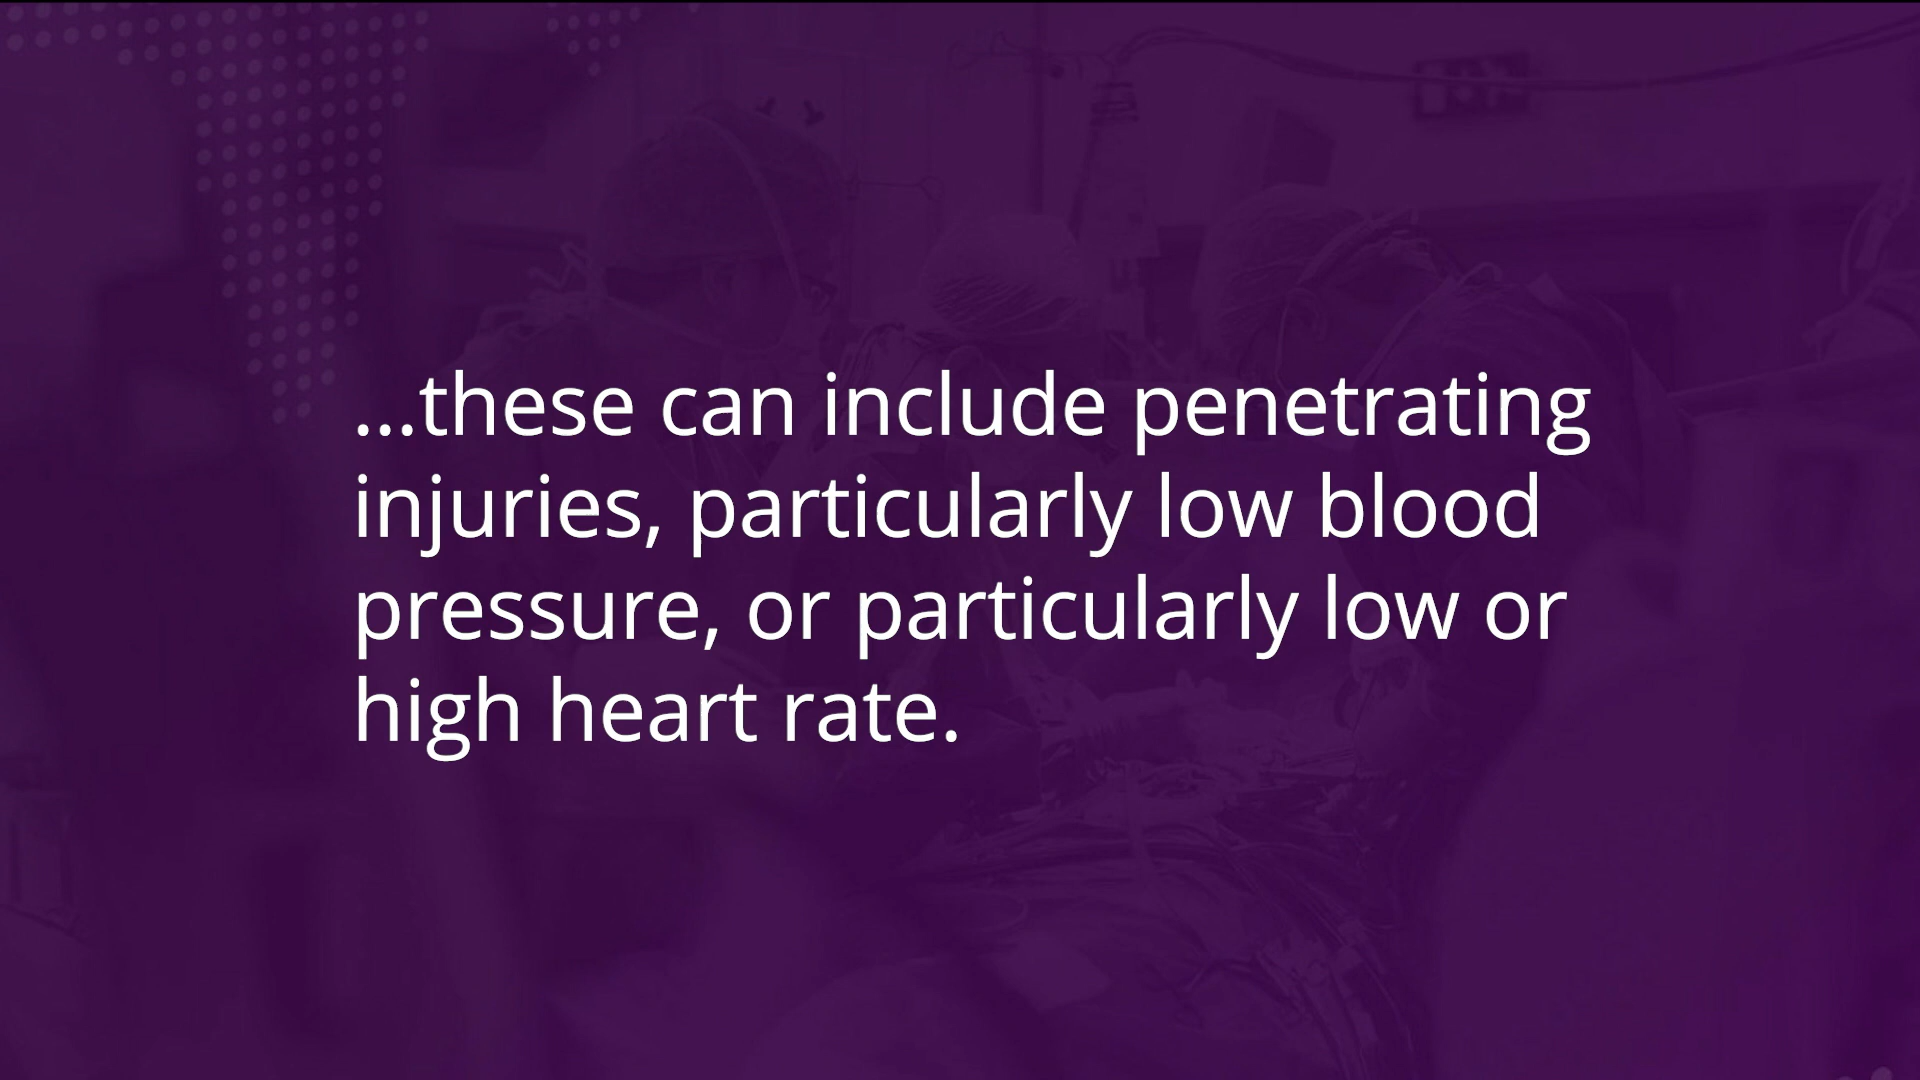 ...these can include penetrating
injuries, particularly low blood
pressure, or particularly low or
high heart rate.